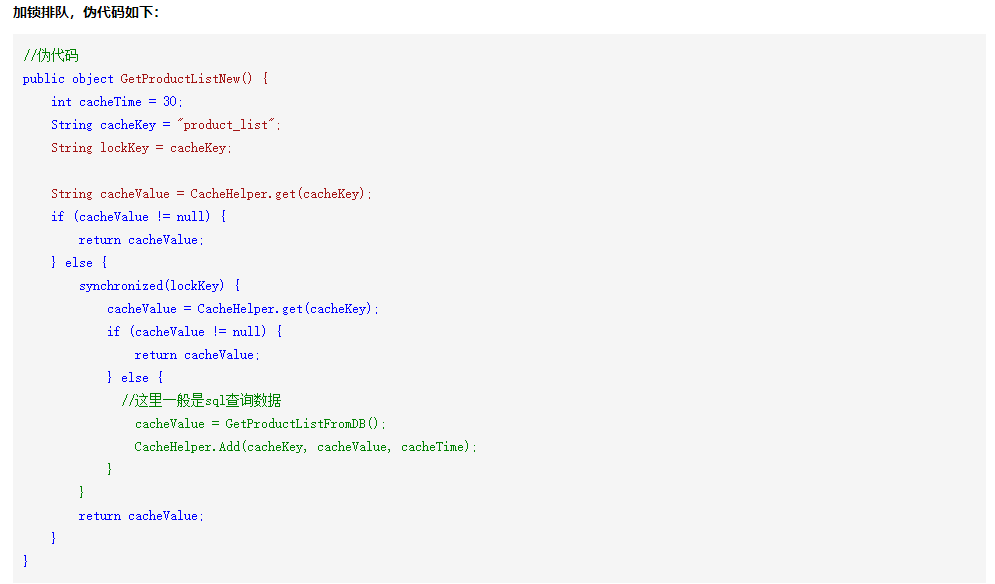 加锁排队，伪代码如下：
//伪代码
public object GetProductListNew() {
    int cacheTime = 30;
    String cacheKey = "product_list";
    String lockKey = cacheKey;

    String cacheValue = CacheHelper.get(cacheKey);
    if (cacheValue != null) {
        return cacheValue;
    } else {
        synchronized(lockKey) {
            cacheValue = CacheHelper.get(cacheKey);
            if (cacheValue != null) {
                return cacheValue;
            } else {
              //这里一般是sql查询数据
                cacheValue = GetProductListFromDB();
                CacheHelper.Add(cacheKey, cacheValue, cacheTime);
            }
        }
        return cacheValue;
    }
}